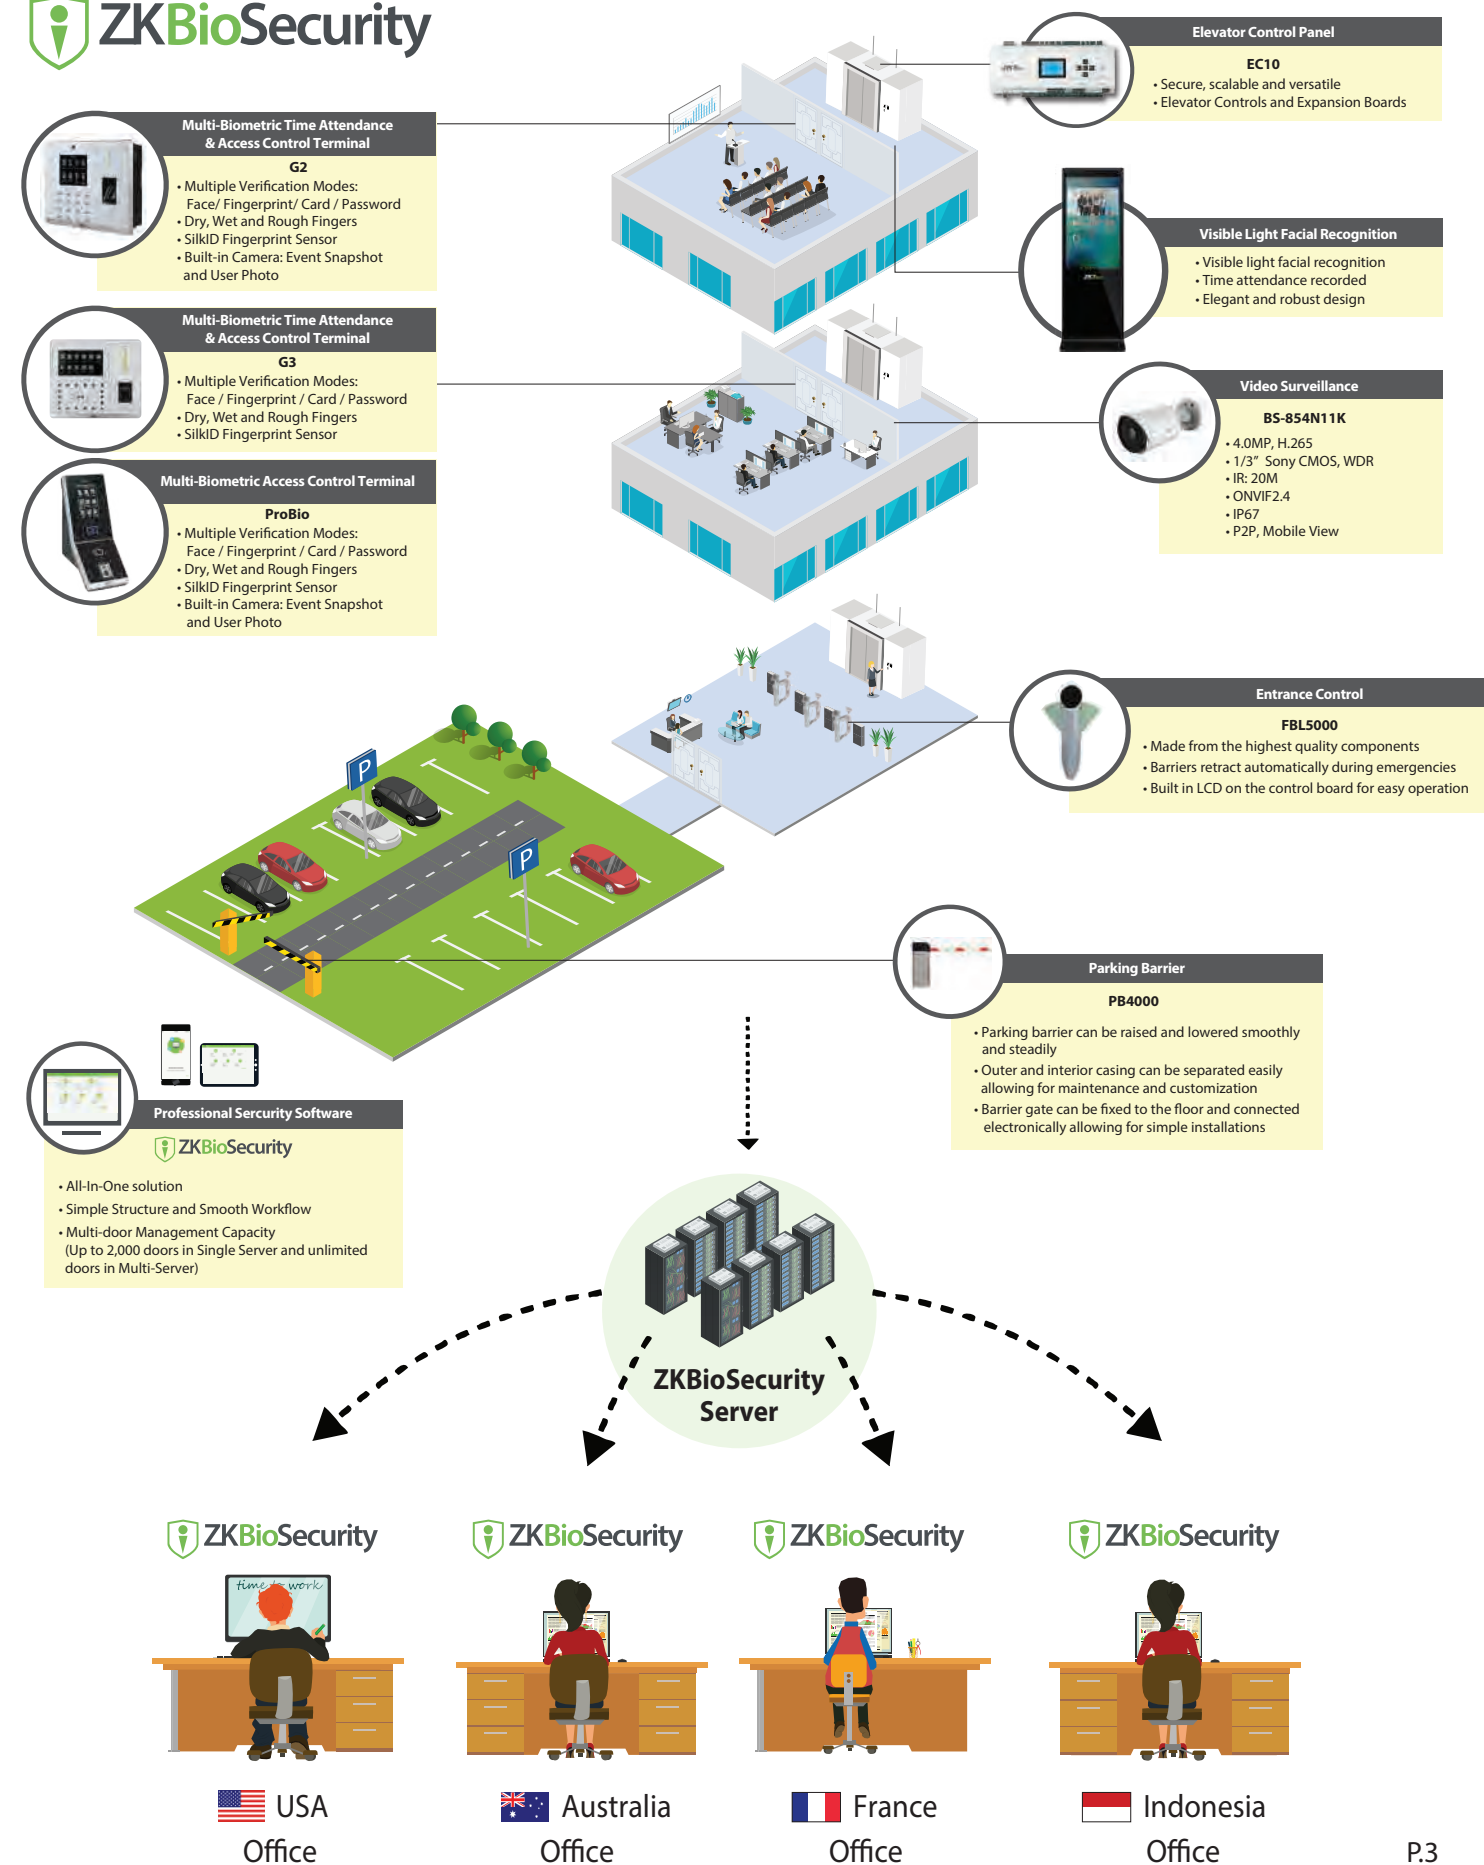 ZKBioSecurity
Multi-Biometric Time Attendance
& Access Control Terminal
G2
• Multiple Verification Modes:
Face/ Fingerprint/ Card / Password
• Dry, Wet and Rough Fingers
• SilkID Fingerprint Sensor
• Built-in Camera: Event Snapshot
and User Photo
Multi-Biometric Time Attendance
& Access Control Terminal
G3
• Multiple Verification Modes:
Face / Fingerprint / Card / Password
• Dry, Wet and Rough Fingers
• SilkID Fingerprint Sensor
Multi-Biometric Access Control Terminal
ProBio
• Multiple Verification Modes:
Face / Fingerprint / Card / Password
• Dry, Wet and Rough Fingers
• SilkID Fingerprint Sensor
• Built-in Camera: Event Snapshot
and User Photo
Elevator Control Panel
EC10
• Secure, scalable and versatile
• Elevator Controls and Expansion Boards
Visible Light Facial Recognition
• Visible light facial recognition
• Time attendance recorded
• Elegant and robust design
Video Surveillance
BS-854N11K
• 4.0MP, H.265
• 1/3" Sony CMOS, WDR
• IR: 20M
• ONVIF2.4
• IP67
• P2P, Mobile View
Entrance Control
FBL5000
• Made from the highest quality components
• Barriers retract automatically during emergencies
• Built in LCD on the control board for easy operation
P
P
Parking Barrier
PB4000
• Parking barrier can be raised and lowered smoothly
and steadily
• Outer and interior casing can be separated easily
allowing for maintenance and customization
• Barrier gate can be fixed to the floor and connected
electronically allowing for simple installations
Professional Sercurity Software
ZKBioSecurity
• All-In-One solution
• Simple Structure and Smooth Workflow
• Multi-door Management Capacity
(Up to 2,000 doors in Single Server and unlimited
doors in Multi-Server)
ZKBioSecurity
Server
ZKBioSecurity
ZKBioSecurity
ZKBioSecurity
ZKBioSecurity
time to work
USA
Office
Australia
Office
France
Office
Indonesia
Office
P.3